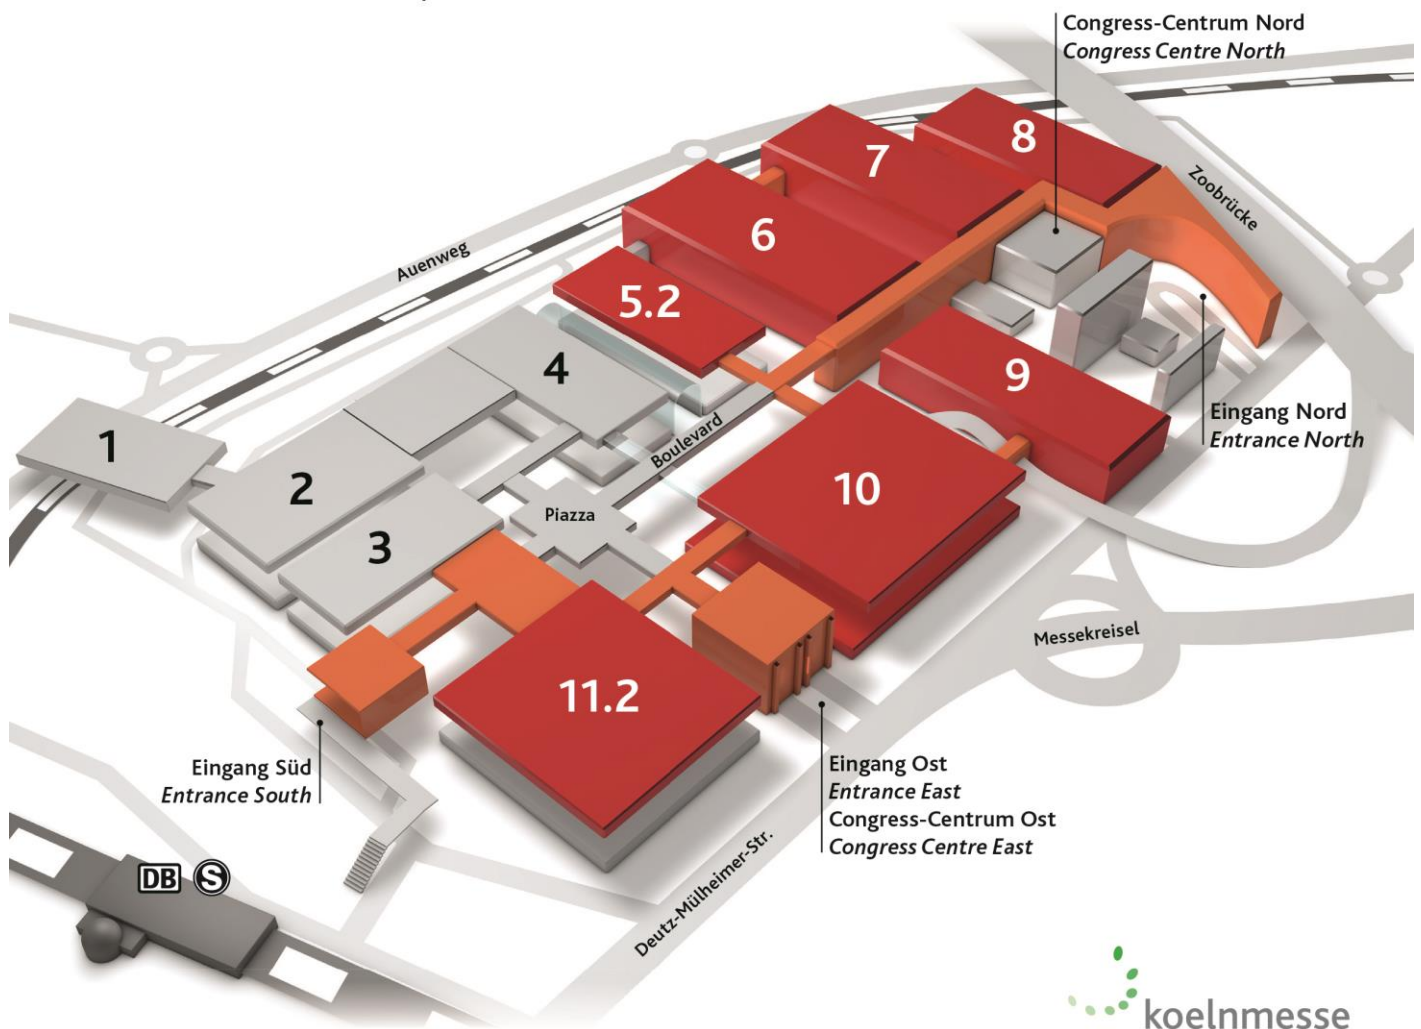 Congress-Centrum Nord
Congress Centre North
8
7
Zoobrücke
6
Auenweg
5.2
4
9
Eingang Nord
Entrance North
1
Boulevard
2
10
Piazza
3
Messekreisel
11.2
Eingang Süd
Entrance South
Eingang Ost
Entrance East
Congress-Centrum Ost
Congress Centre East
DB S
Deutz-Mülheimer-Str.
koelnmesse